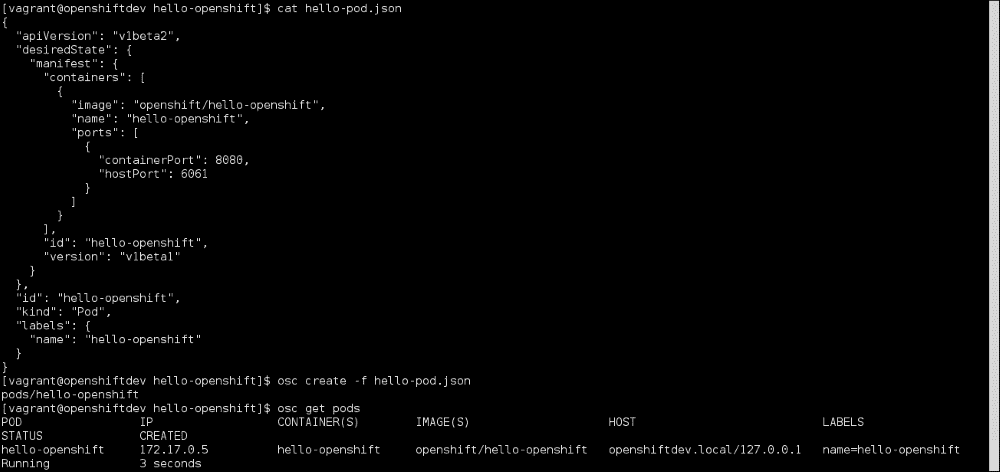 [vagrant@openshiftdev hello-openshift]$ cat hello-pod.json
{
  "apiVersion": "v1beta2",
  "desiredState": {
    "manifest": {
      "containers": [
        {
          "image": "openshift/hello-openshift",
          "name": "hello-openshift",
          "ports": [
            {
              "containerPort": 8080,
              "hostPort": 6061
            }
          ]
        }
      ],
      "id": "hello-openshift",
      "version": "v1beta1"
    }
  },
  "id": "hello-openshift",
  "kind": "Pod",
  "labels": {
    "name": "hello-openshift"
  }
}
[vagrant@openshiftdev hello-openshift]$ osc create -f hello-pod.json
pods/hello-openshift
[vagrant@openshiftdev hello-openshift]$ osc get pods
POD                 IP                  CONTAINER(S)        IMAGE(S)                    HOST                           LABELS
STATUS              CREATED
hello-openshift     172.17.0.5          hello-openshift     openshift/hello-openshift   openshiftdev.local/127.0.0.1   name=hello-openshift
Running             3 seconds